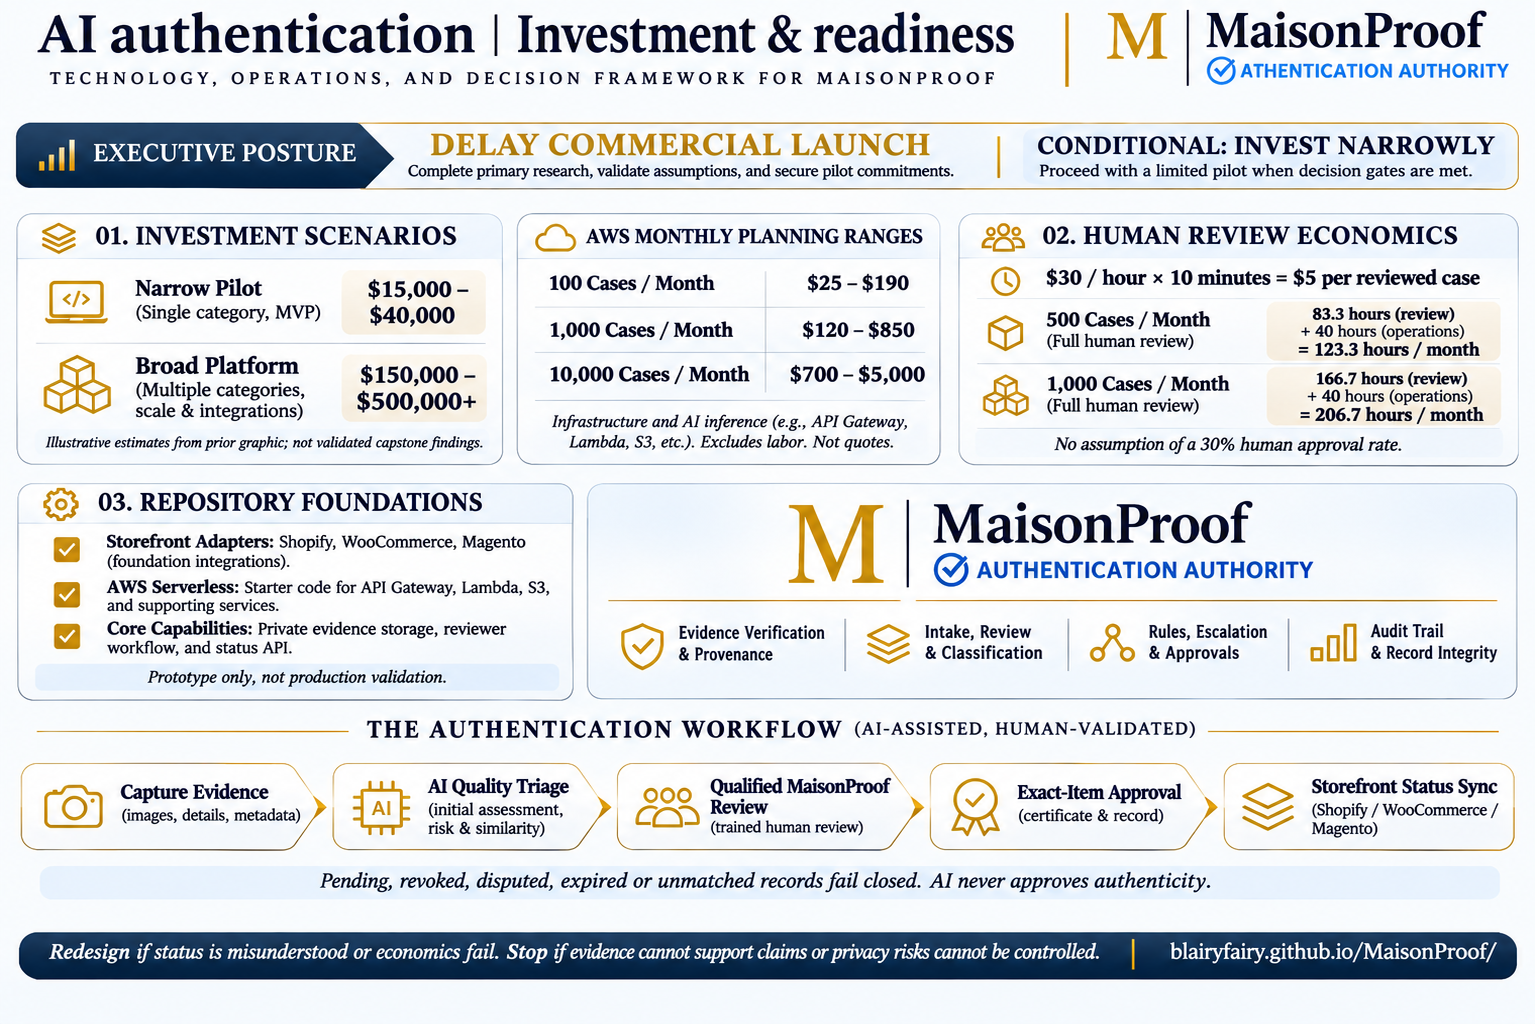 AI authentication | Investment & readiness
TECHNOLOGY, OPERATIONS, AND DECISION FRAMEWORK FOR MAISONPROOF
M
MaisonProof
ATHENTICATION AUTHORITY
EXECUTIVE POSTURE
DELAY COMMERCIAL LAUNCH
Complete primary research, validate assumptions, and secure pilot commitments.
CONDITIONAL: INVEST NARROWLY
Proceed with a limited pilot when decision gates are met.
01. INVESTMENT SCENARIOS
</>
Narrow Pilot
(Single category, MVP)
$15,000 –
$40,000
Broad Platform
(Multiple categories,
scale & integrations)
$150,000 –
$500,000+
Illustrative estimates from prior graphic; not validated capstone findings.
AWS MONTHLY PLANNING RANGES
100 Cases / Month $25 – $190
1,000 Cases / Month $120 – $850
10,000 Cases / Month $700 – $5,000
Infrastructure and AI inference (e.g., API Gateway,
Lambda, S3, etc.). Excludes labor. Not quotes.
02. HUMAN REVIEW ECONOMICS
$30 / hour × 10 minutes = $5 per reviewed case
500 Cases / Month
(Full human review)
83.3 hours (review)
+ 40 hours (operations)
= 123.3 hours / month
1,000 Cases / Month
(Full human review)
166.7 hours (review)
+ 40 hours (operations)
= 206.7 hours / month
No assumption of a 30% human approval rate.
03. REPOSITORY FOUNDATIONS
Storefront Adapters: Shopify, WooCommerce, Magento
(foundation integrations).
AWS Serverless: Starter code for API Gateway, Lambda, S3,
and supporting services.
Core Capabilities: Private evidence storage, reviewer
workflow, and status API.
Prototype only, not production validation.
M
MaisonProof
AUTHENTICATION AUTHORITY
Evidence Verification
& Provenance
Intake, Review
& Classification
Rules, Escalation
& Approvals
Audit Trail
& Record Integrity
THE AUTHENTICATION WORKFLOW (AI-ASSISTED, HUMAN-VALIDATED)
Capture Evidence
(images, details, metadata)
AI
AI Quality Triage
(initial assessment,
risk & similarity)
Qualified MaisonProof
Review
(trained human review)
Exact-Item Approval
(certificate & record)
Storefront Status Sync
(Shopify / WooCommerce /
Magento)
Pending, revoked, disputed, expired or unmatched records fail closed. AI never approves authenticity.
Redesign if status is misunderstood or economics fail. Stop if evidence cannot support claims or privacy risks cannot be controlled.
blairyfairy.github.io/MaisonProof/